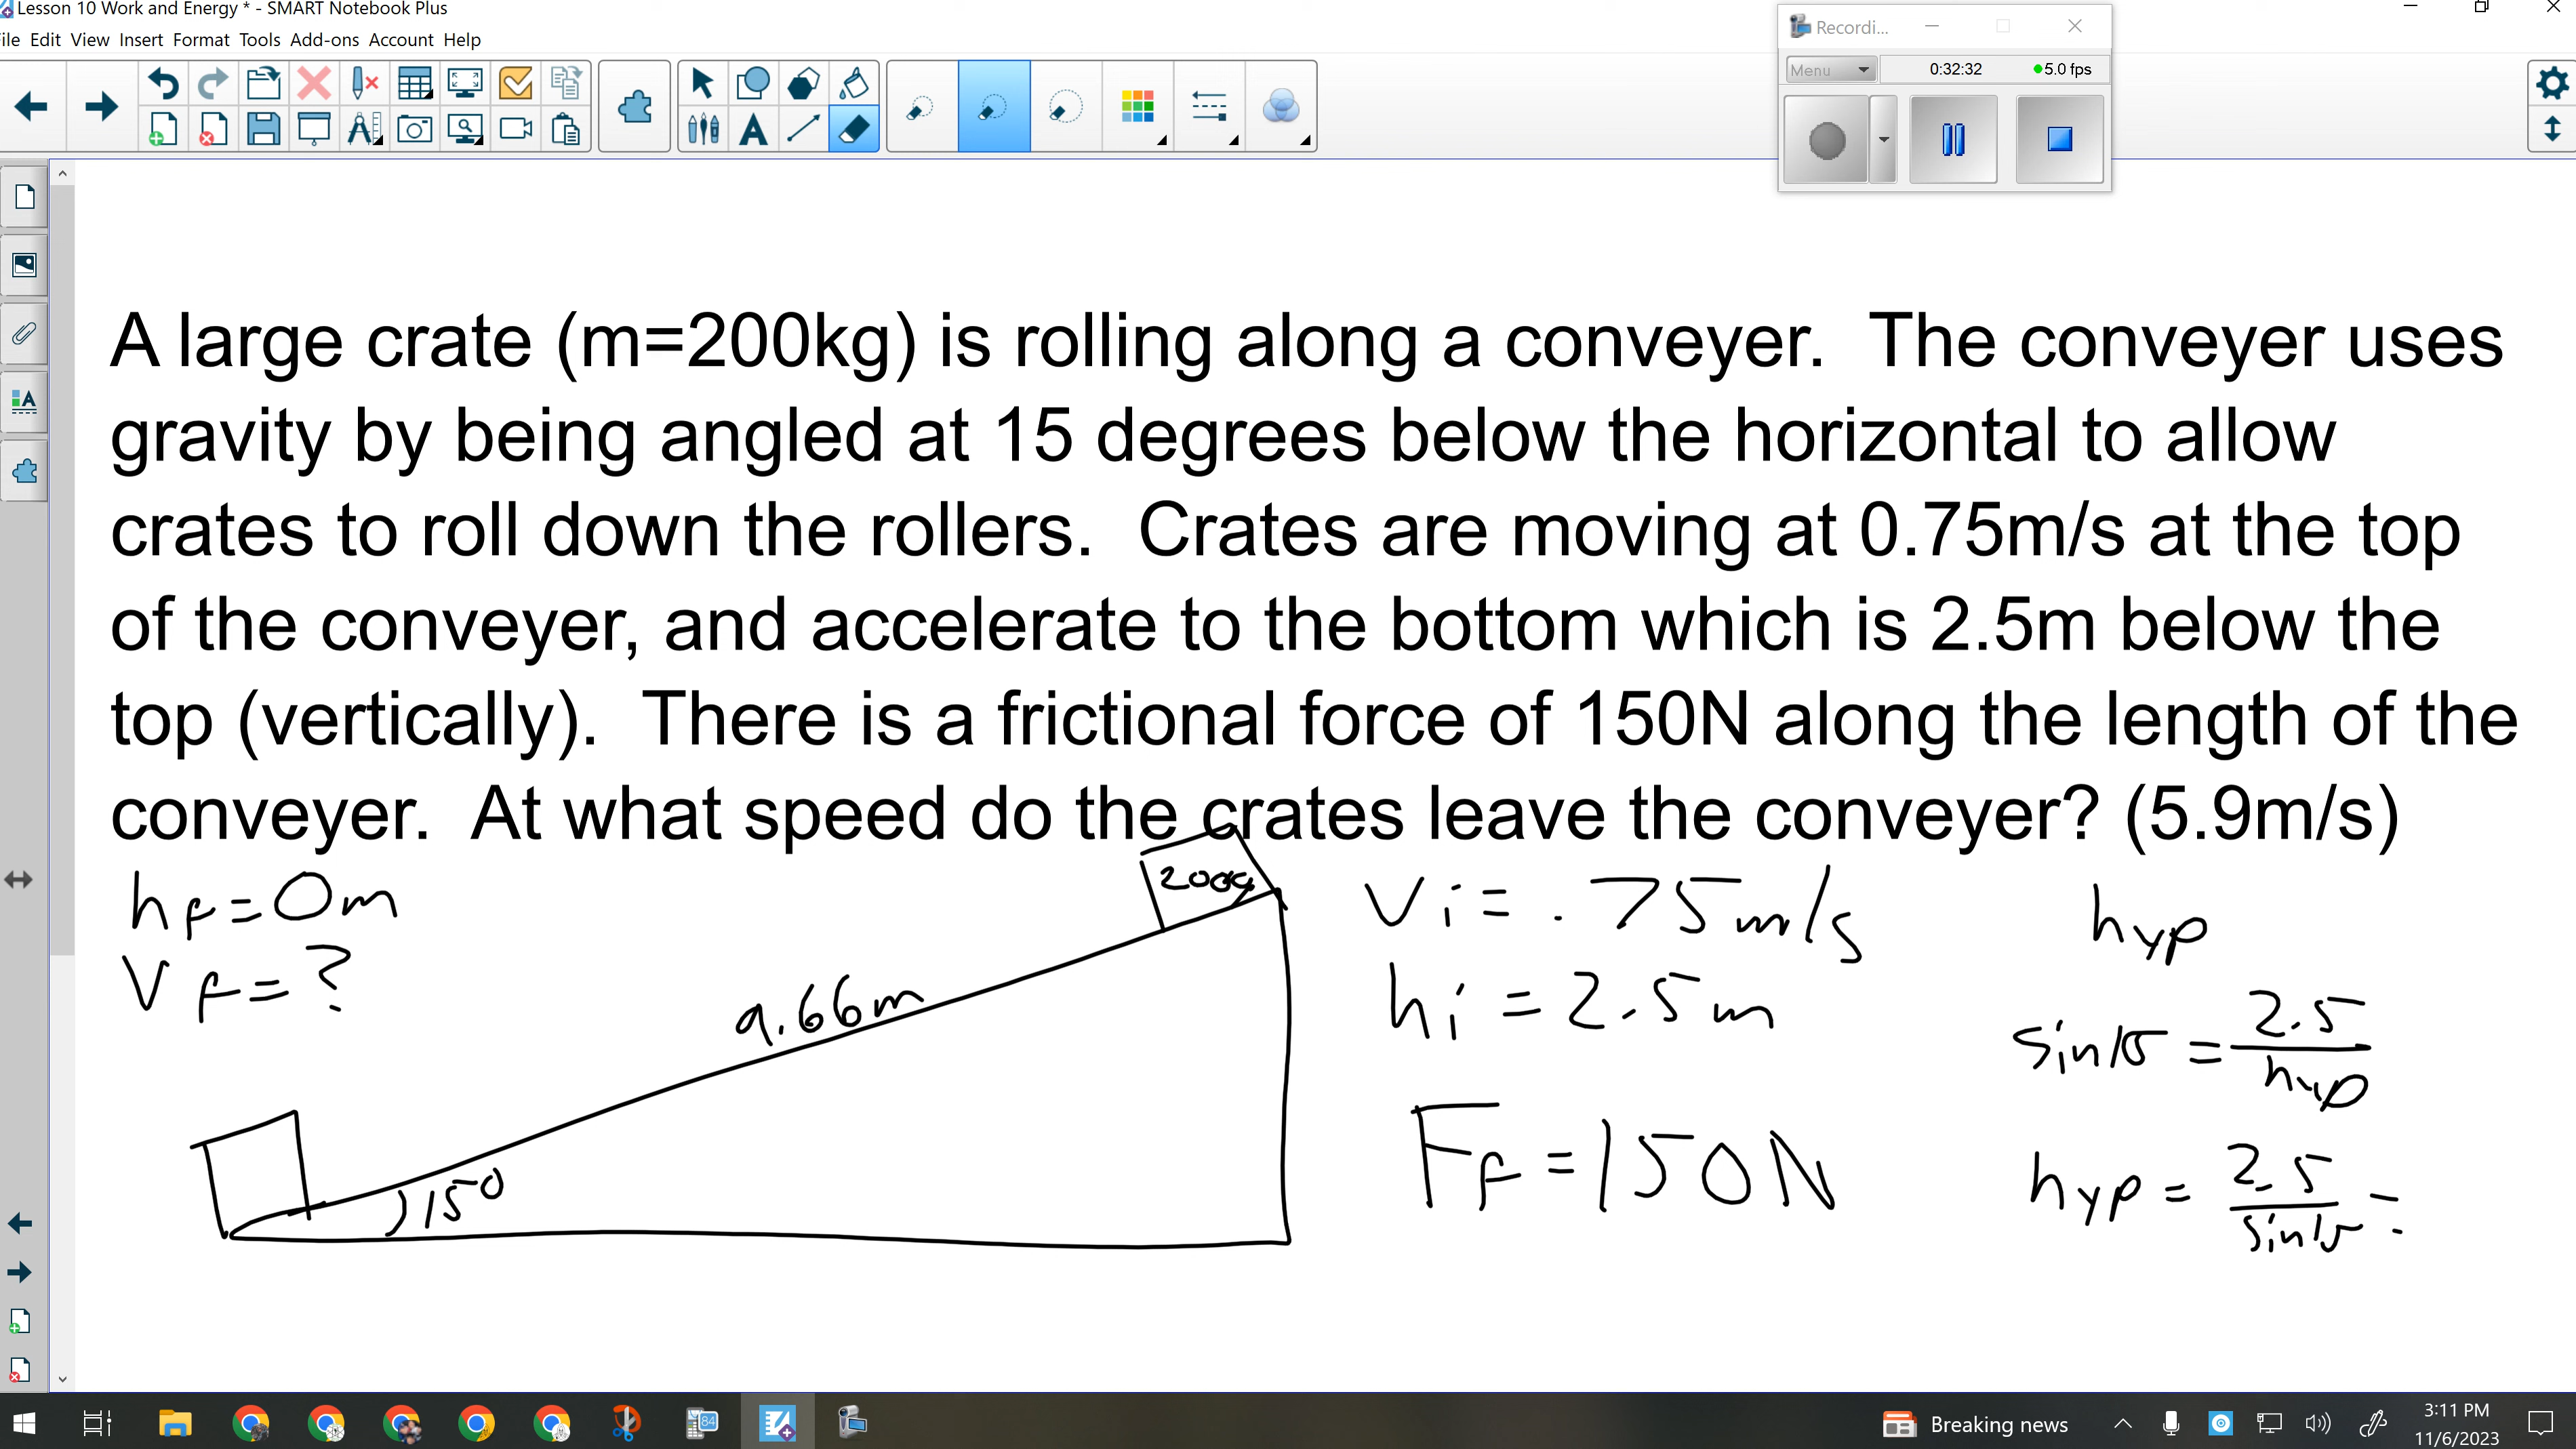 Lesson 10 Work and Energy * - SMART Notebook Plus
ile Edit View Insert Format Tools Add-ons Account Help
Recordi...
Menu 0:32:32 5.0 fps
A large crate (m=200kg) is rolling along a conveyer. The conveyer uses
gravity by being angled at 15 degrees below the horizontal to allow
crates to roll down the rollers. Crates are moving at 0.75m/s at the top
of the conveyer, and accelerate to the bottom which is 2.5m below the
top (vertically). There is a frictional force of 150N along the length of the
conveyer. At what speed do the crates leave the conveyer? (5.9m/s)
hf=0m
Vf=?
9.66m
15°
Vi=.75m/s
hi=2.5m
Ff=150N
hyp
sin15=2.5/hyp
hyp=2.5/sin15=
84
Breaking news
3:11 PM
11/6/2023